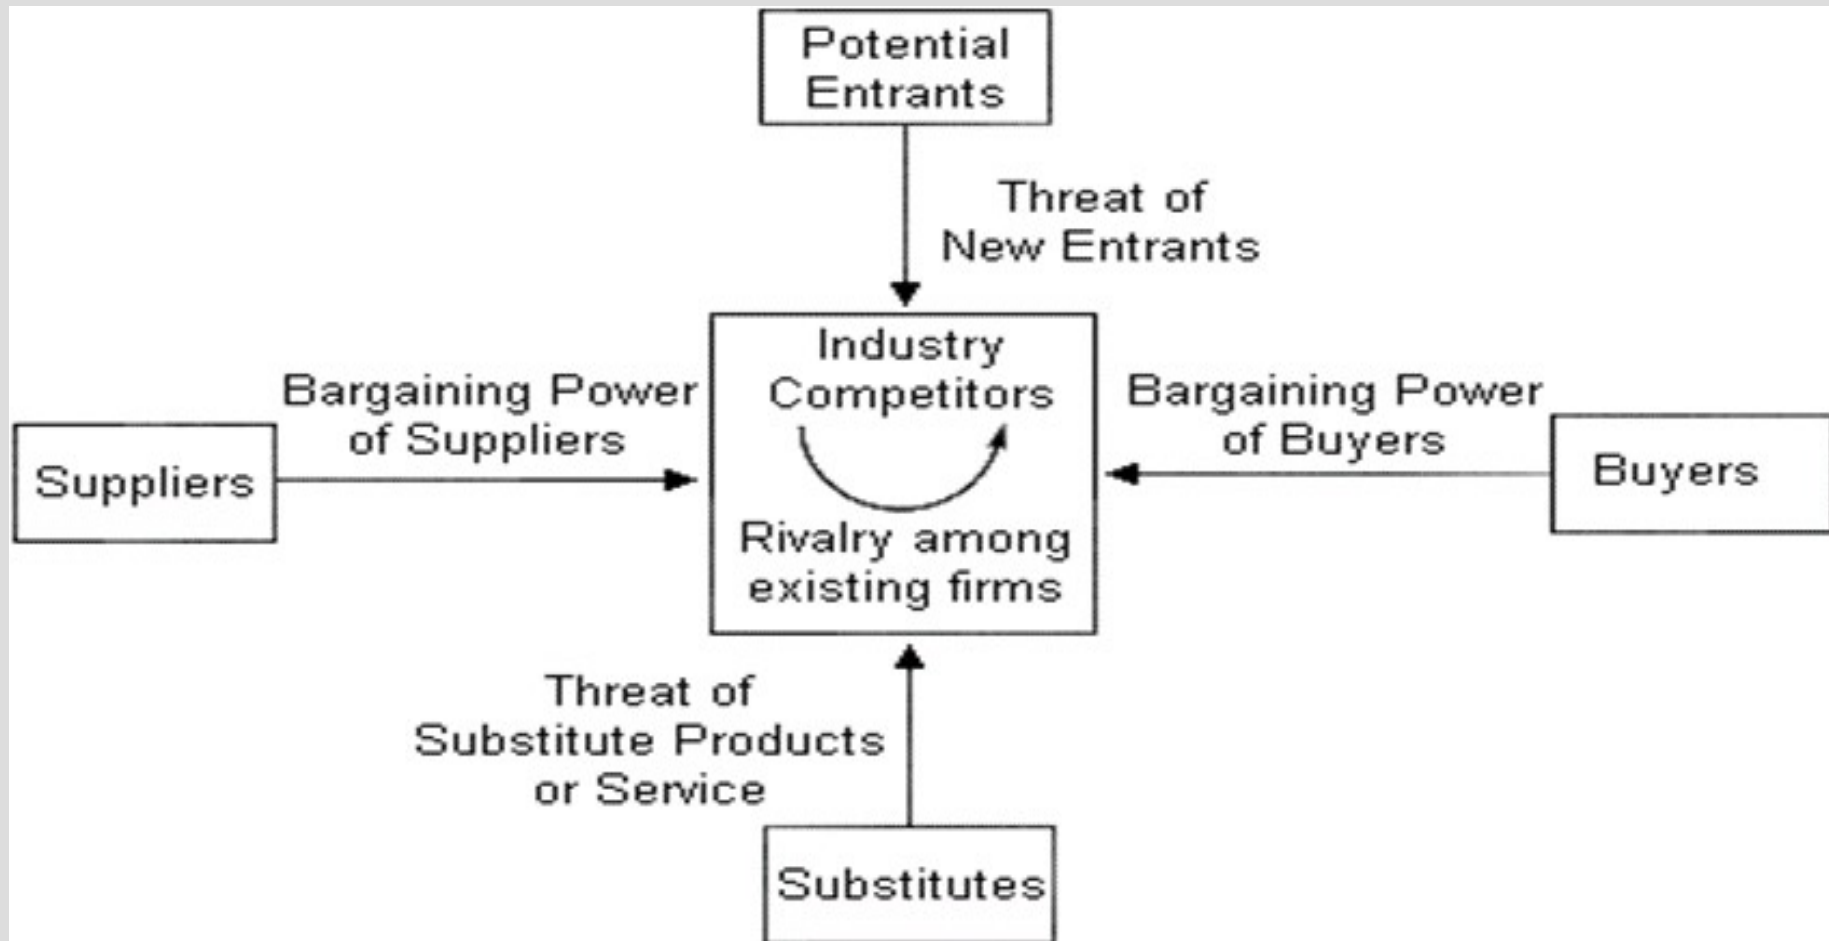 Potential
Entrants
Threat of
New Entrants
Industry
Competitors
Bargaining Power
of Suppliers
Bargaining Power
of Buyers
Suppliers
Buyers
Rivalry among
existing firms
Threat of
Substitute Products
or Service
Substitutes